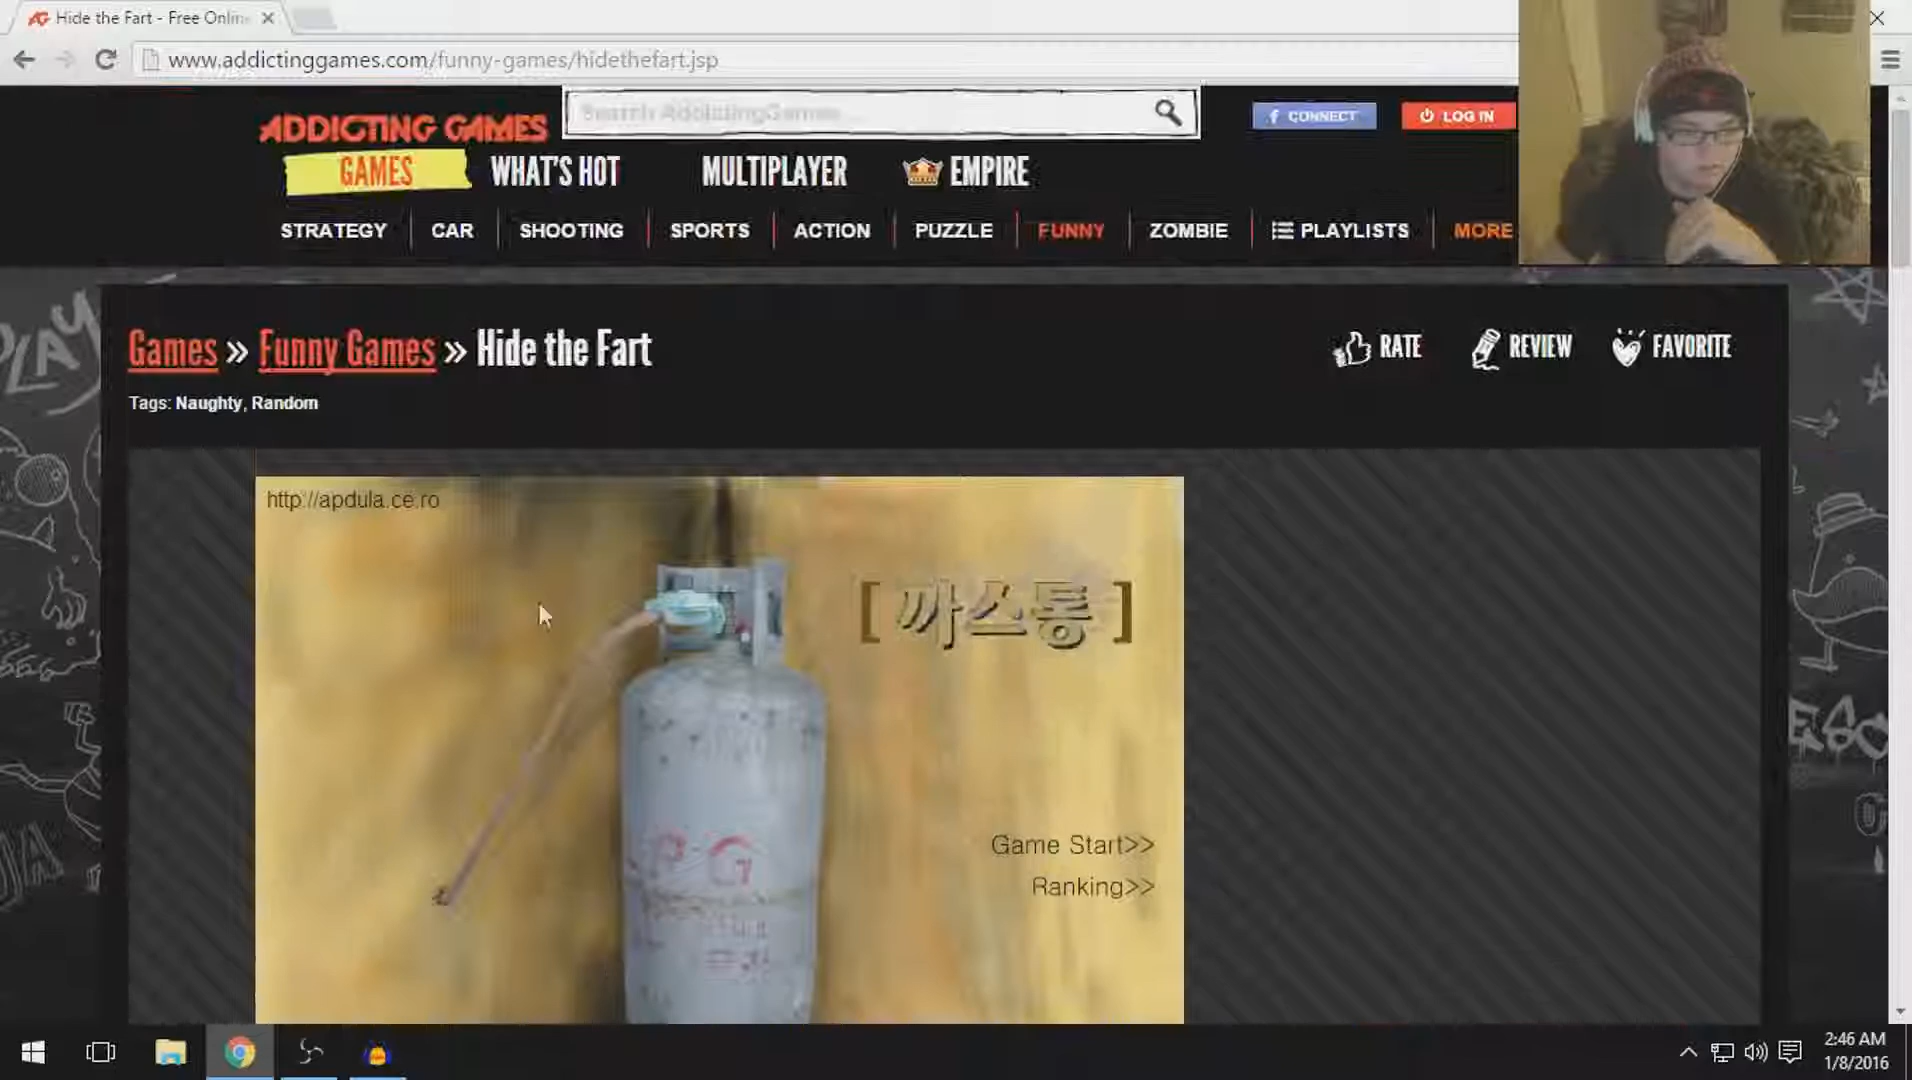 Hide the Fart - Free Onlin
www.addictinggames.com/funny-games/hidethefart.jsp
ADDICTING GAMES
Search AddictingGames ...
f CONNECT
LOG IN
GAMES
WHAT'S HOT
MULTIPLAYER
EMPIRE
STRATEGY
CAR
SHOOTING
SPORTS
ACTION
PUZZLE
FUNNY
ZOMBIE
PLAYLISTS
MORE
Games » Funny Games » Hide the Fart
RATE
REVIEW
FAVORITE
Tags: Naughty, Random
http://apdula.ce.ro
[ 까스통 ]
Game Start>>
Ranking>>
2:46 AM
1/8/2016